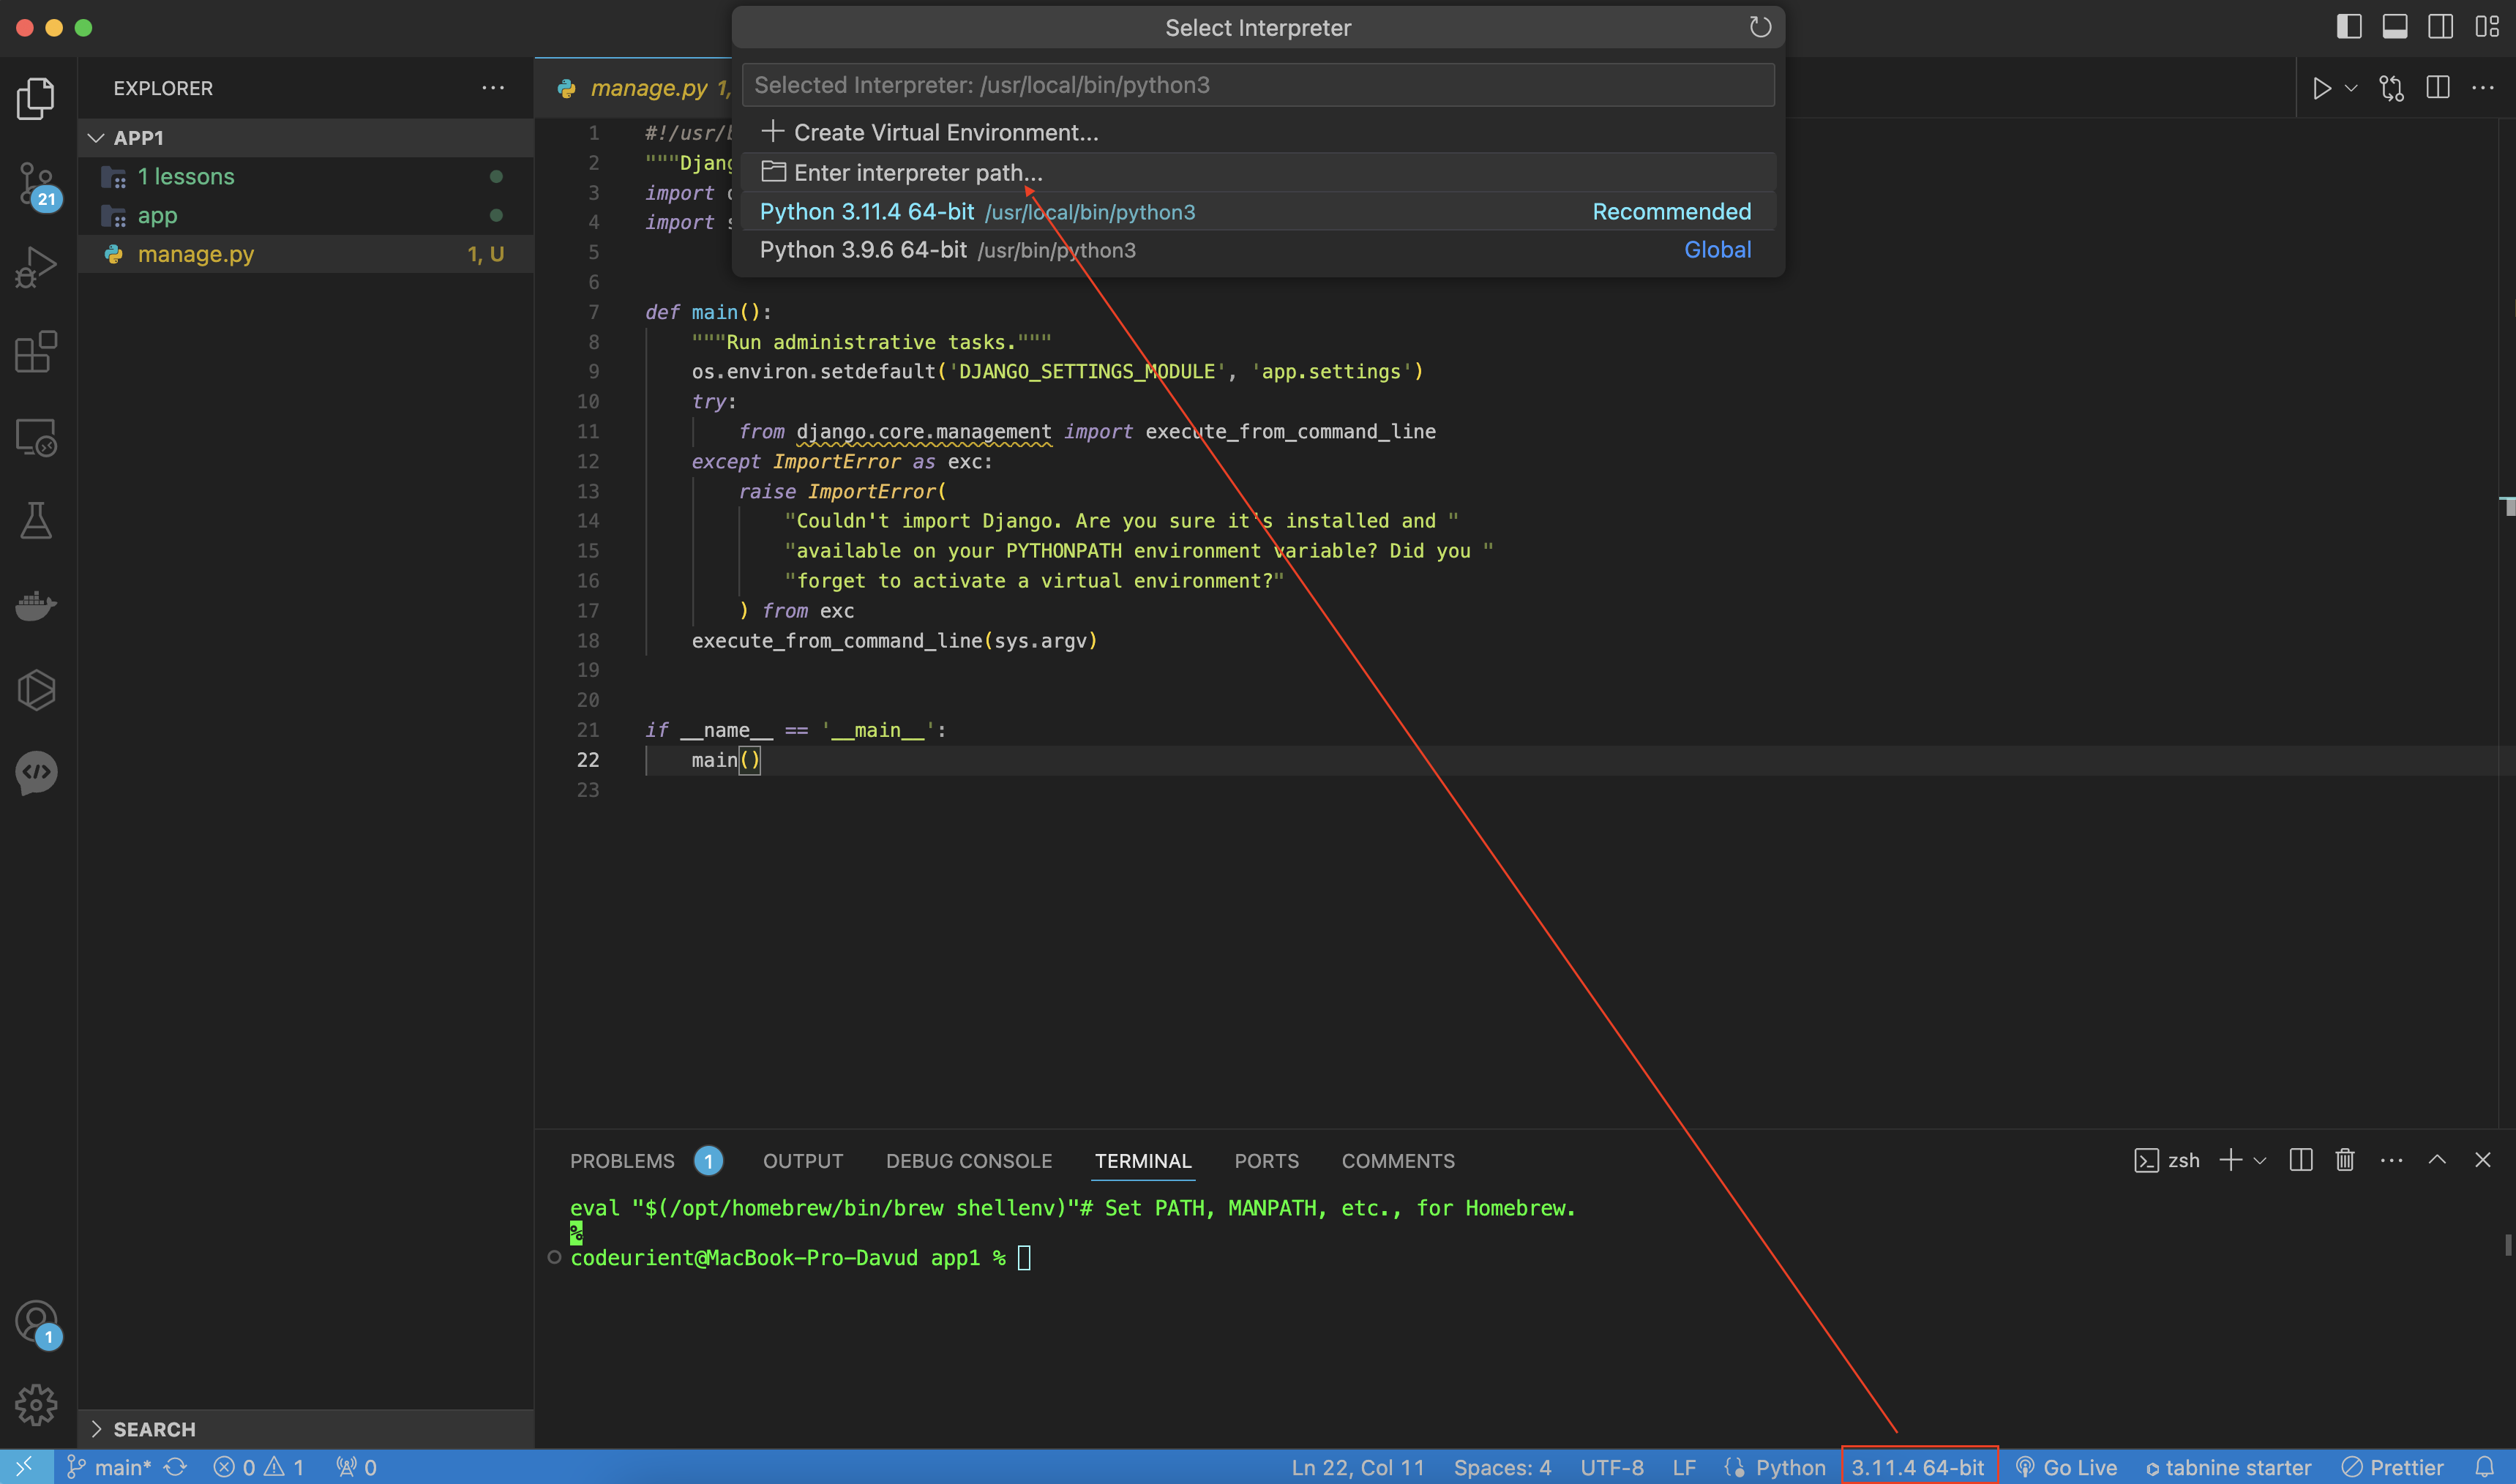 Select Interpreter
Selected Interpreter: /usr/local/bin/python3
Create Virtual Environment...
Enter interpreter path...
Python 3.11.4 64-bit /usr/local/bin/python3 Recommended
Python 3.9.6 64-bit /usr/bin/python3 Global
EXPLORER
APP1
1 lessons
app
manage.py 1, U
21
manage.py 1,
1 #!/usr/b
2 """Djang
3 import
4 import
5
6
7 def main():
8 """Run administrative tasks."""
9 os.environ.setdefault('DJANGO_SETTINGS_MODULE', 'app.settings')
10 try:
11 from django.core.management import execute_from_command_line
12 except ImportError as exc:
13 raise ImportError(
14 "Couldn't import Django. Are you sure it's installed and "
15 "available on your PYTHONPATH environment variable? Did you "
16 "forget to activate a virtual environment?"
17 ) from exc
18 execute_from_command_line(sys.argv)
19
20
21 if __name__ == '__main__':
22 main()
23
PROBLEMS 1 OUTPUT DEBUG CONSOLE TERMINAL PORTS COMMENTS
zsh
eval "$(/opt/homebrew/bin/brew shellenv)"# Set PATH, MANPATH, etc., for Homebrew.
%
codeurient@MacBook-Pro-Davud app1 %
1
SEARCH
main* 0 1 0
Ln 22, Col 11 Spaces: 4 UTF-8 LF Python 3.11.4 64-bit Go Live tabnine starter Prettier